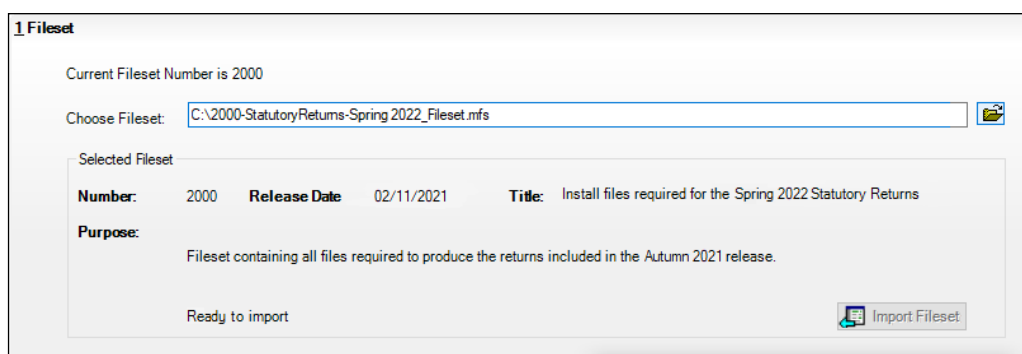 1 Fileset
Current Fileset Number is 2000
Choose Fileset: C:\2000-StatutoryReturns-Spring 2022_Fileset.mfs
Selected Fileset
Number: 2000 Release Date 02/11/2021 Title: Install files required for the Spring 2022 Statutory Returns
Purpose:
Fileset containing all files required to produce the returns included in the Autumn 2021 release.
Ready to import Import Fileset